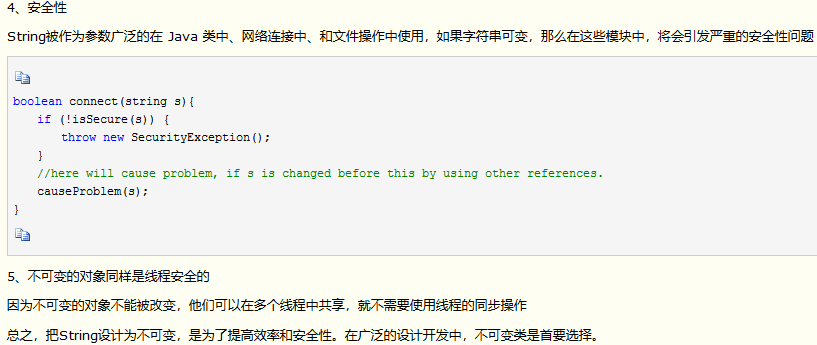 4、安全性
String被作为参数广泛的在 Java 类中、网络连接中、和文件操作中使用，如果字符串可变，那么在这些模块中，将会引发严重的安全性问题
boolean connect(string s){
    if (!isSecure(s)) {
        throw new SecurityException();
    }
    //here will cause problem, if s is changed before this by using other references.
    causeProblem(s);
}
5、不可变的对象同样是线程安全的
因为不可变的对象不能被改变，他们可以在多个线程中共享，就不需要使用线程的同步操作
总之，把String设计为不可变，是为了提高效率和安全性。在广泛的设计开发中，不可变类是首要选择。